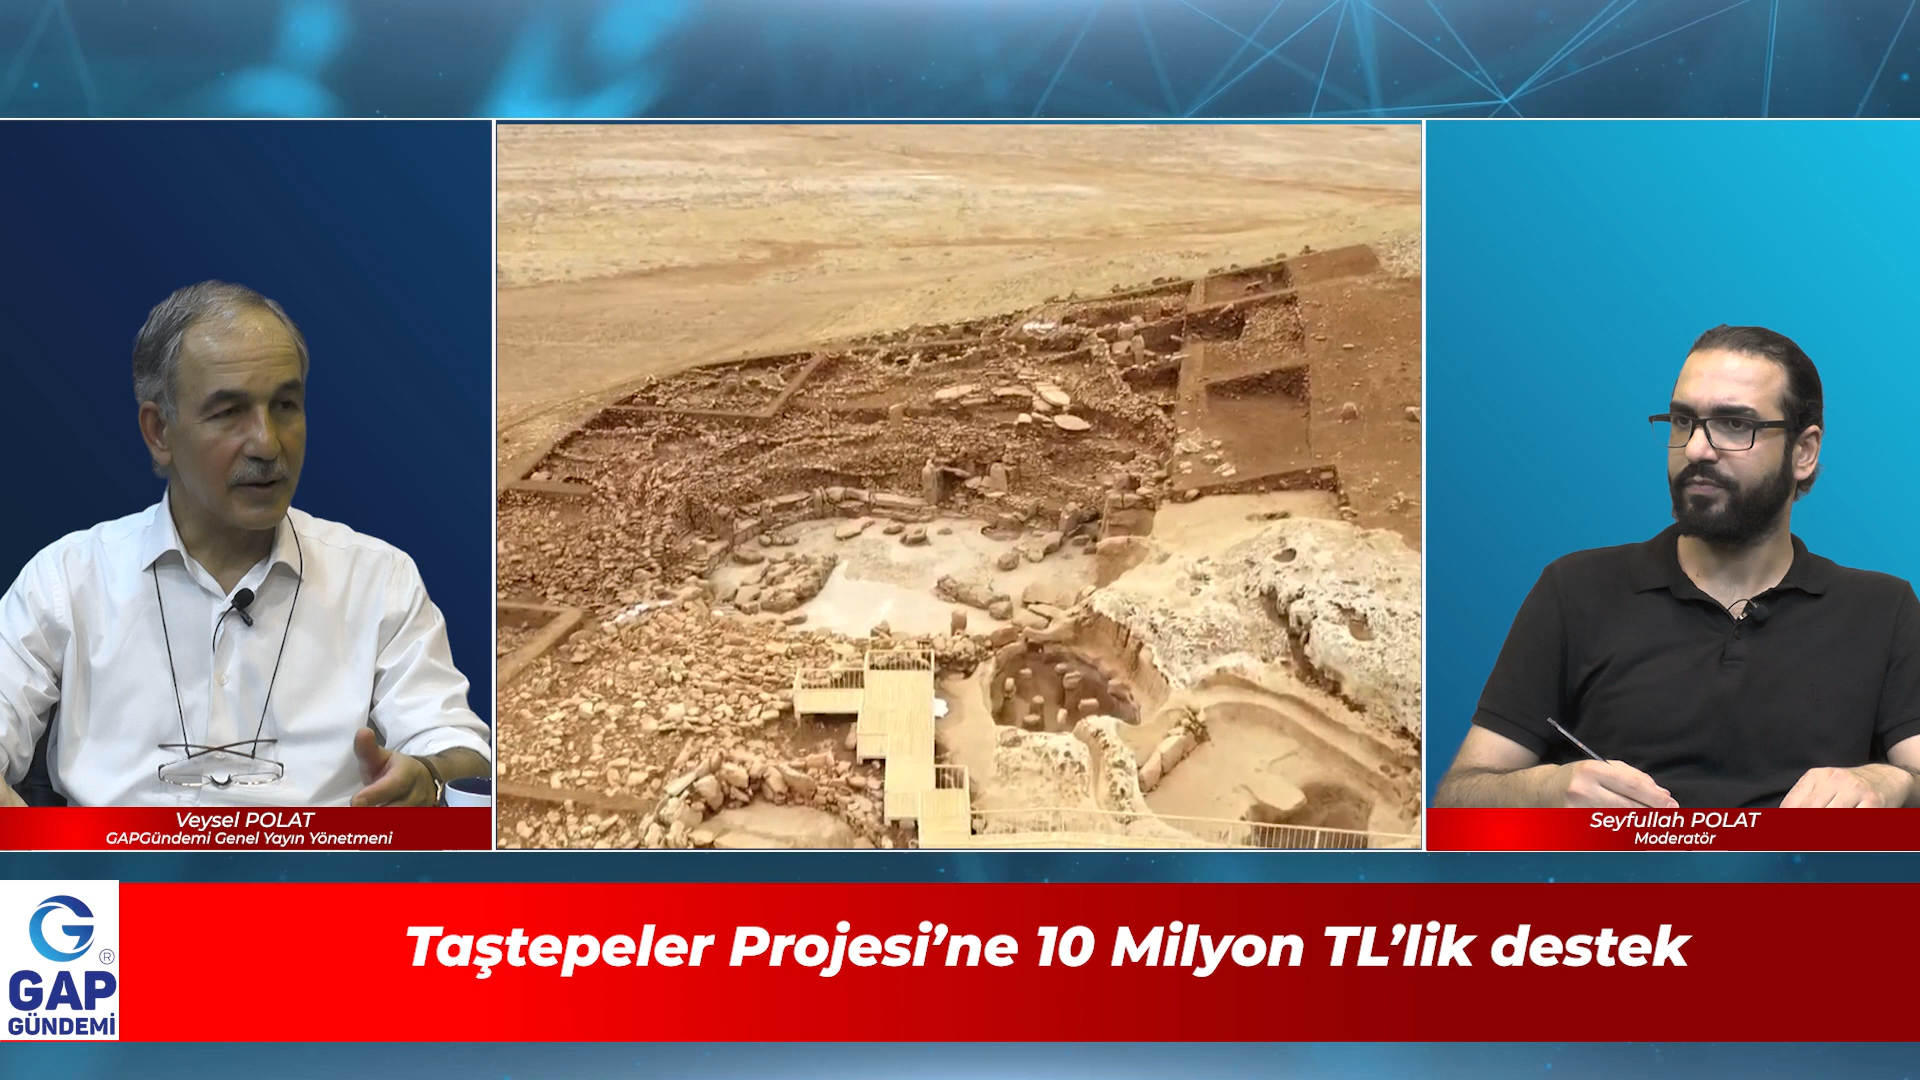 Veysel POLAT
GAPGündemi Genel Yayın Yönetmeni
Seyfullah POLAT
Moderatör
Taştepeler Projesi’ne 10 Milyon TL’lik destek
G
®
GAP
GÜNDEMİ